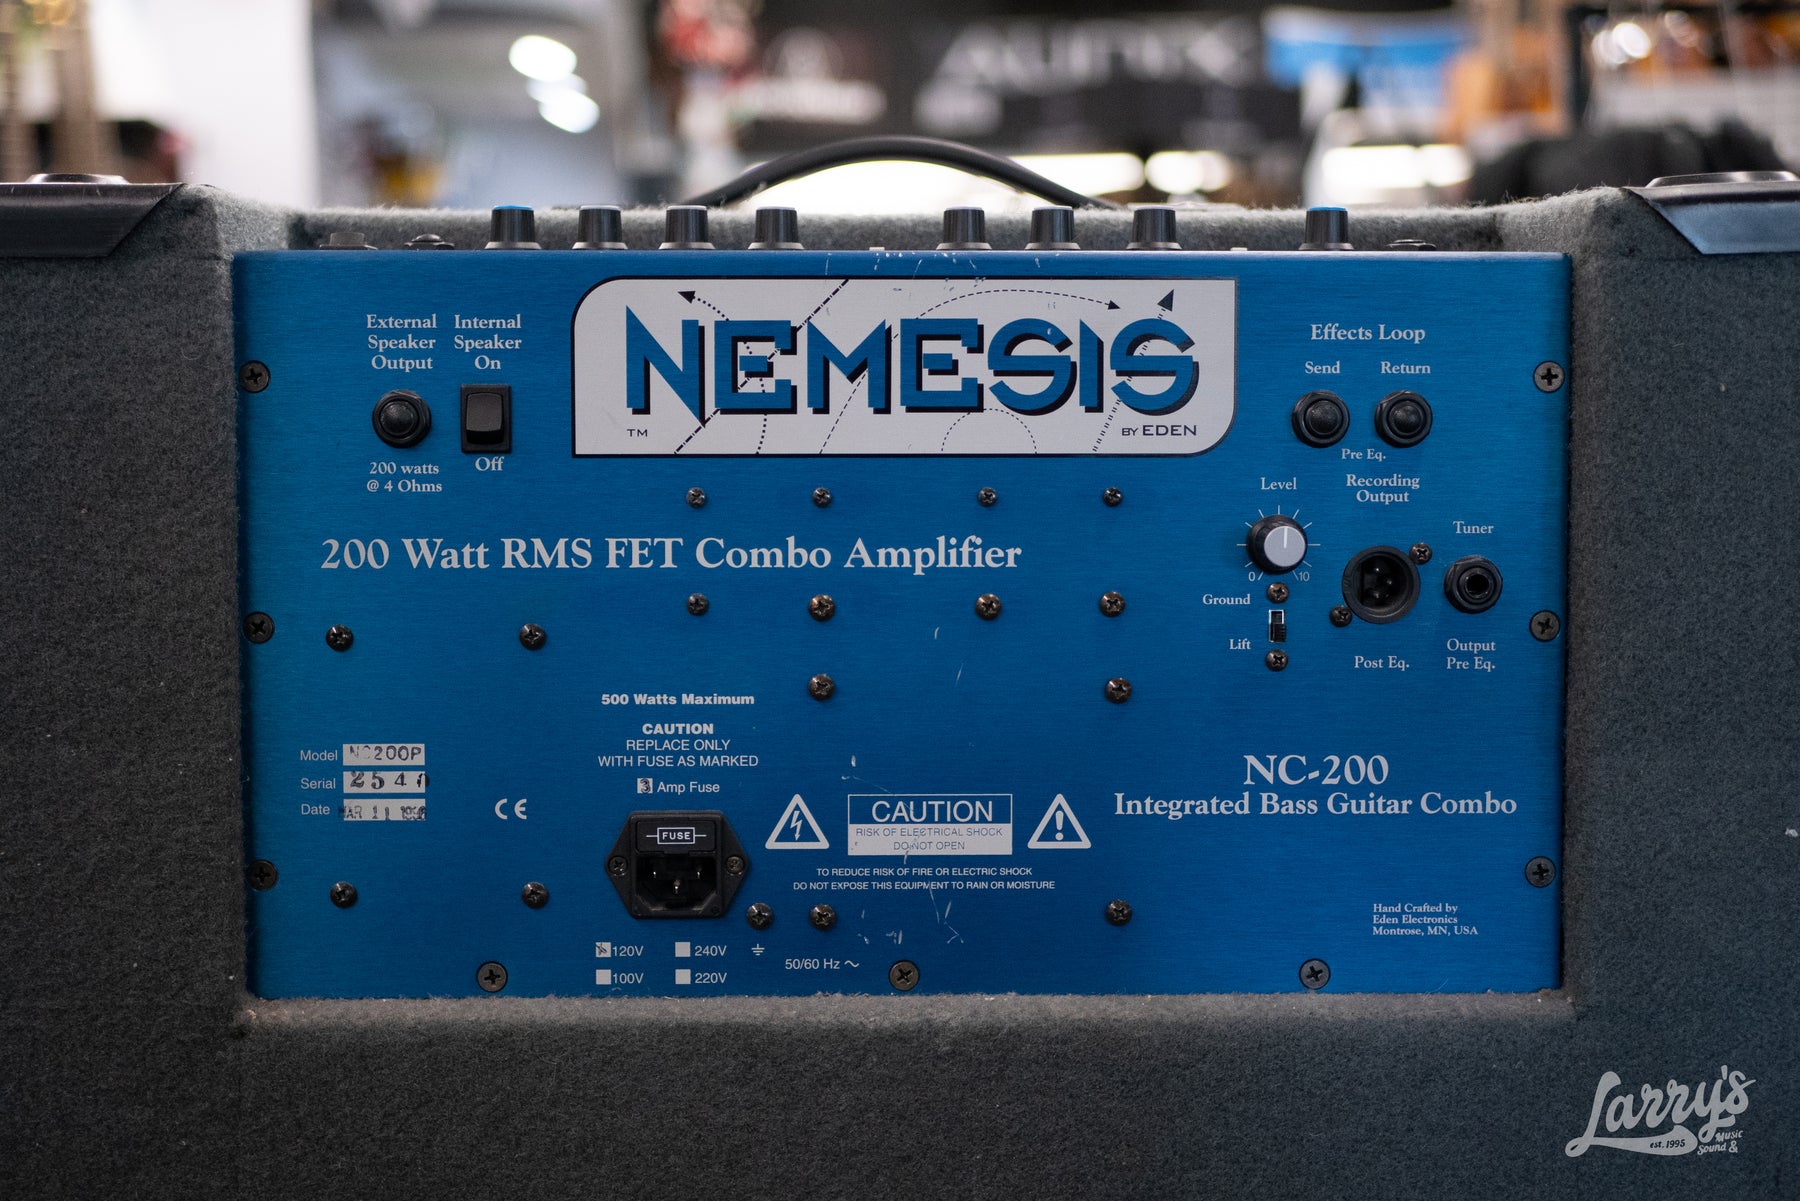 NEMESIS
TM
BY EDEN
External
Speaker
Output
200 watts
@ 4 Ohms
Internal
Speaker
On
Off
Effects Loop
Send
Return
Pre Eq.
Level
0
10
Recording
Output
Tuner
Ground
Lift
Post Eq.
Output
Pre Eq.
200 Watt RMS FET Combo Amplifier
500 Watts Maximum
CAUTION
REPLACE ONLY
WITH FUSE AS MARKED
3 Amp Fuse
FUSE
Model NC200P
Serial
Date MAR 11
CE
CAUTION
RISK OF ELECTRICAL SHOCK
DO NOT OPEN
TO REDUCE RISK OF FIRE OR ELECTRIC SHOCK
DO NOT EXPOSE THIS EQUIPMENT TO RAIN OR MOISTURE
NC-200
Integrated Bass Guitar Combo
Hand Crafted by
Eden Electronics
Montrose, MN, USA
120V
240V
100V
220V
50/60 Hz ~
Larry's
est. 1995
Music
Sound &